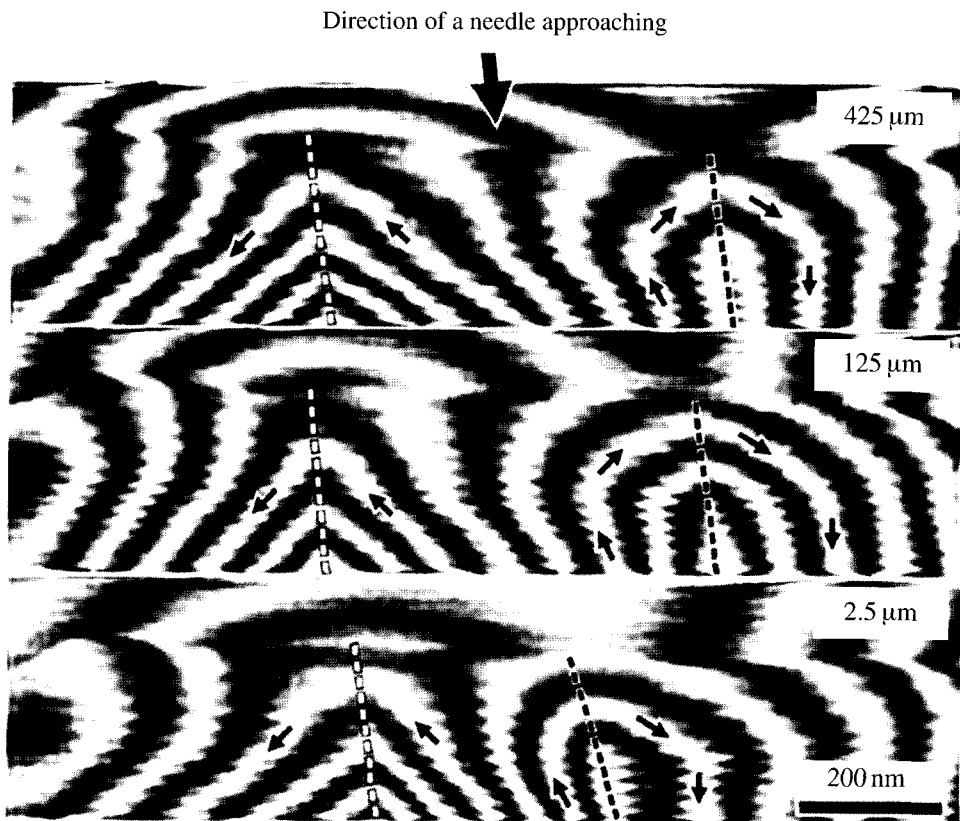 Direction of a needle approaching
425 µm
125 µm
2.5 µm
200 nm